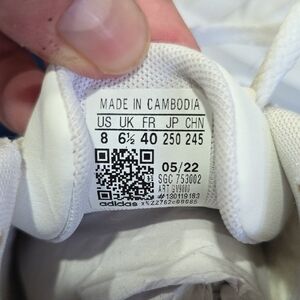 MADE IN CAMBODIA
US UK FR JP CHN
8 6½ 40 250 245
05/22
SGC 753002
#130119183
adidas